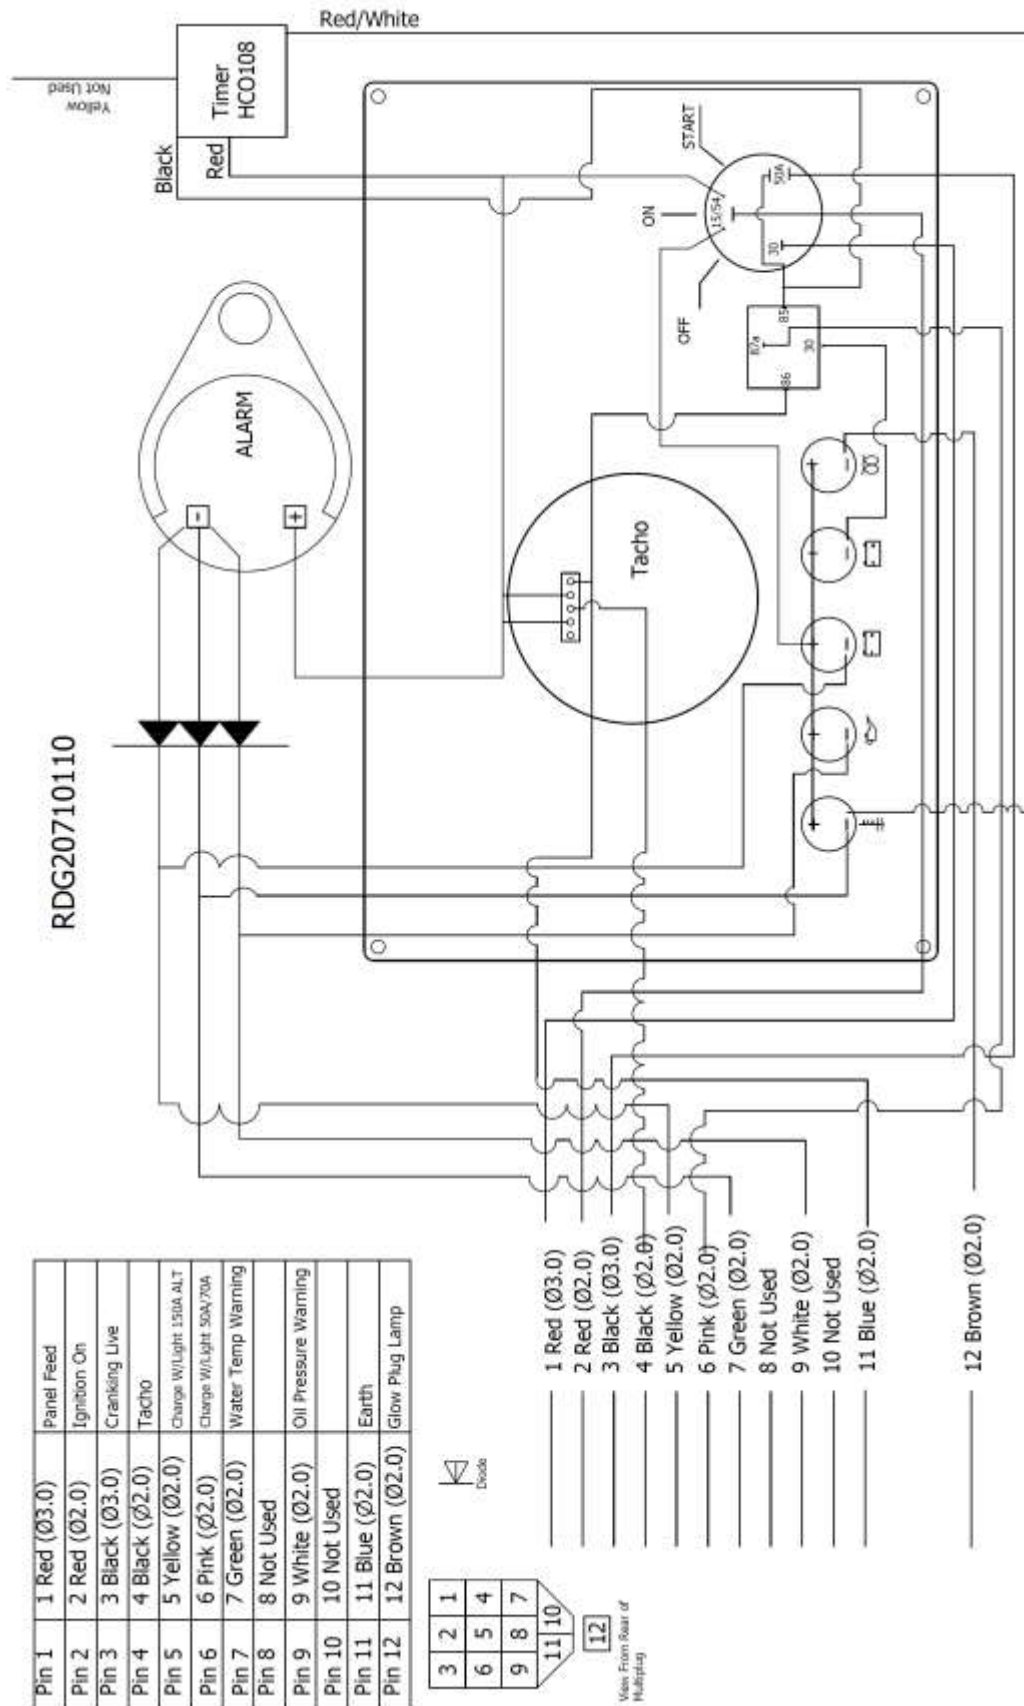 RDG20710110
Pin 1 1 Red (Ø3.0) Panel Feed
Pin 2 2 Red (Ø2.0) Ignition On
Pin 3 3 Black (Ø3.0) Cranking Live
Pin 4 4 Black (Ø2.0) Tacho
Pin 5 5 Yellow (Ø2.0) Charge W/Light 150A ALT
Pin 6 6 Pink (Ø2.0) Charge W/Light 50A/70A
Pin 7 7 Green (Ø2.0) Water Temp Warning
Pin 8 8 Not Used
Pin 9 9 White (Ø2.0) Oil Pressure Warning
Pin 10 10 Not Used
Pin 11 11 Blue (Ø2.0) Earth
Pin 12 12 Brown (Ø2.0) Glow Plug Lamp
3 2 1
6 5 4
9 8 7
11 10
12
View From Rear of
Multiplug
Diode
1 Red (Ø3.0)
2 Red (Ø2.0)
3 Black (Ø3.0)
4 Black (Ø2.0)
5 Yellow (Ø2.0)
6 Pink (Ø2.0)
7 Green (Ø2.0)
8 Not Used
9 White (Ø2.0)
10 Not Used
11 Blue (Ø2.0)
12 Brown (Ø2.0)
ALARM
-
+
Yellow
Not Used
Timer
HCO108
Red/White
Black
Red
Tacho
OFF
ON
START
15/54
30
50A
85
87a
30
86
+
-
+
-
+
-
+
-
+
-